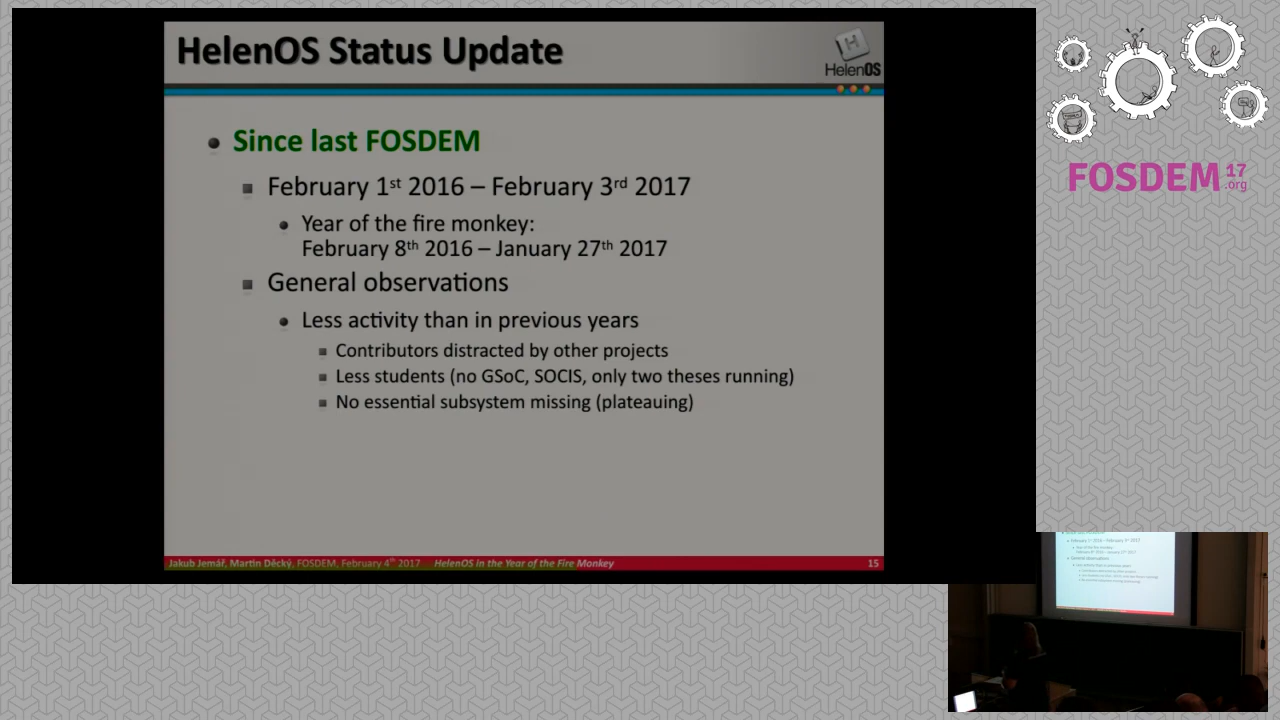 HelenOS Status Update
HelenOS
Since last FOSDEM
February 1st 2016 – February 3rd 2017
Year of the fire monkey:
February 8th 2016 – January 27th 2017
General observations
Less activity than in previous years
Contributors distracted by other projects
Less students (no GSoC, SOCIS, only two theses running)
No essential subsystem missing (plateauing)
Jakub Jemář, Martin Děcký, FOSDEM, February 4th 2017 HelenOS in the Year of the Fire Monkey 15
FOSDEM 17
.org